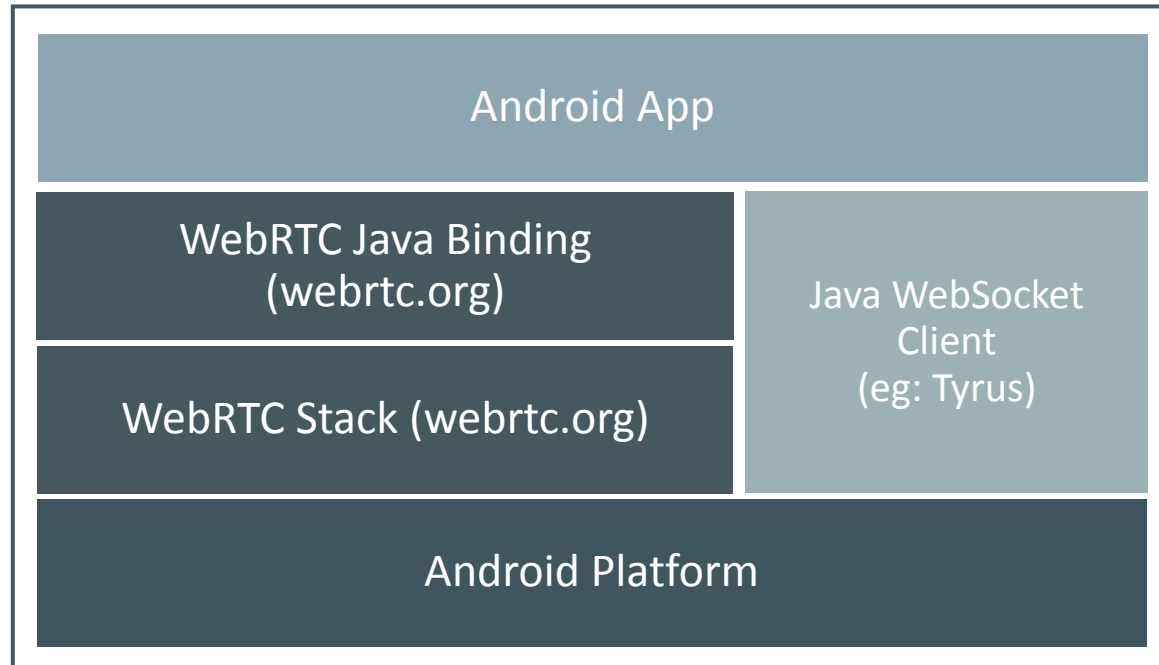 Android App
WebRTC Java Binding
(webrtc.org)
Java WebSocket
Client
(eg: Tyrus)
WebRTC Stack (webrtc.org)
Android Platform